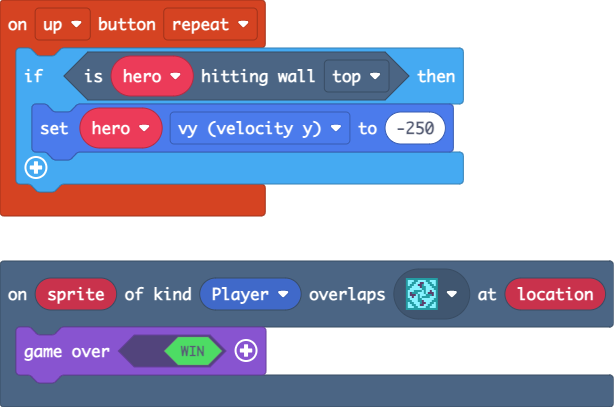 on up button repeat
if is hero hitting wall top then
set hero vy (velocity y) to -250
on sprite of kind Player overlaps at location
game over WIN